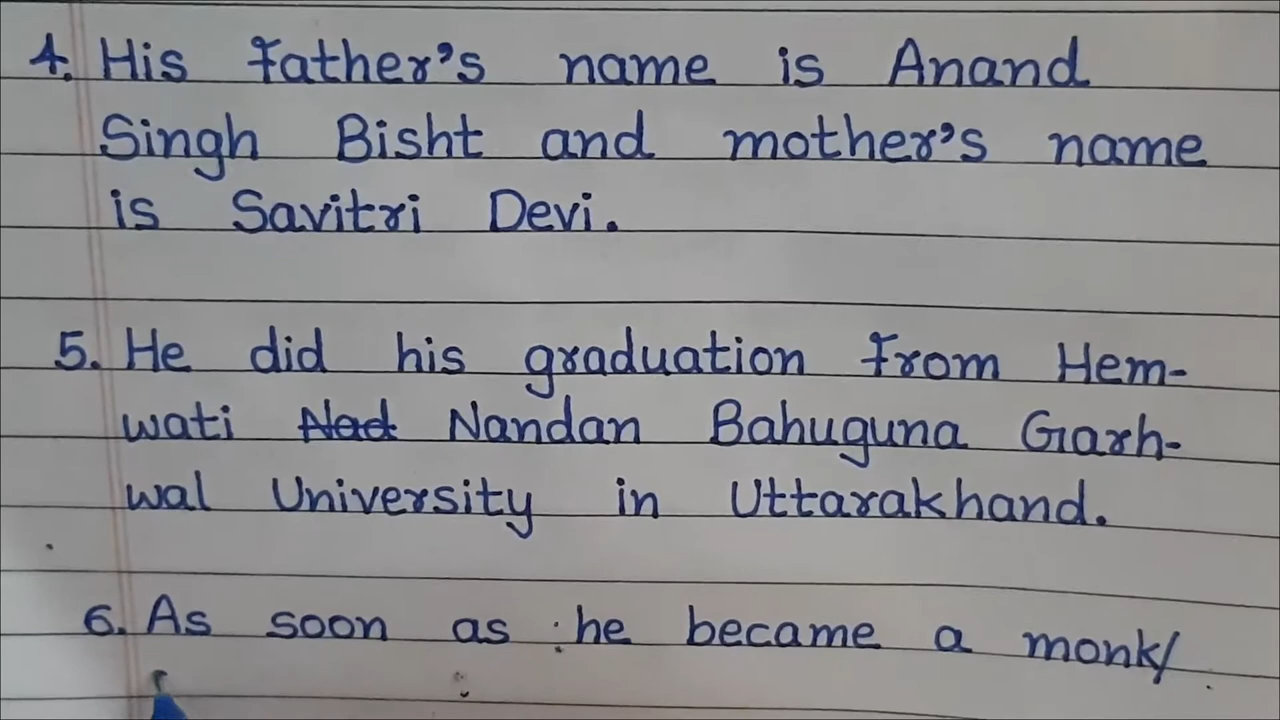 4. His father's name is Anand
Singh Bisht and mother's name
is Savitri Devi.
5. He did his graduation from Hem-
wati Nad Nandan Bahuguna Garh-
wal University in Uttarakhand.
6. As soon as he became a monk/